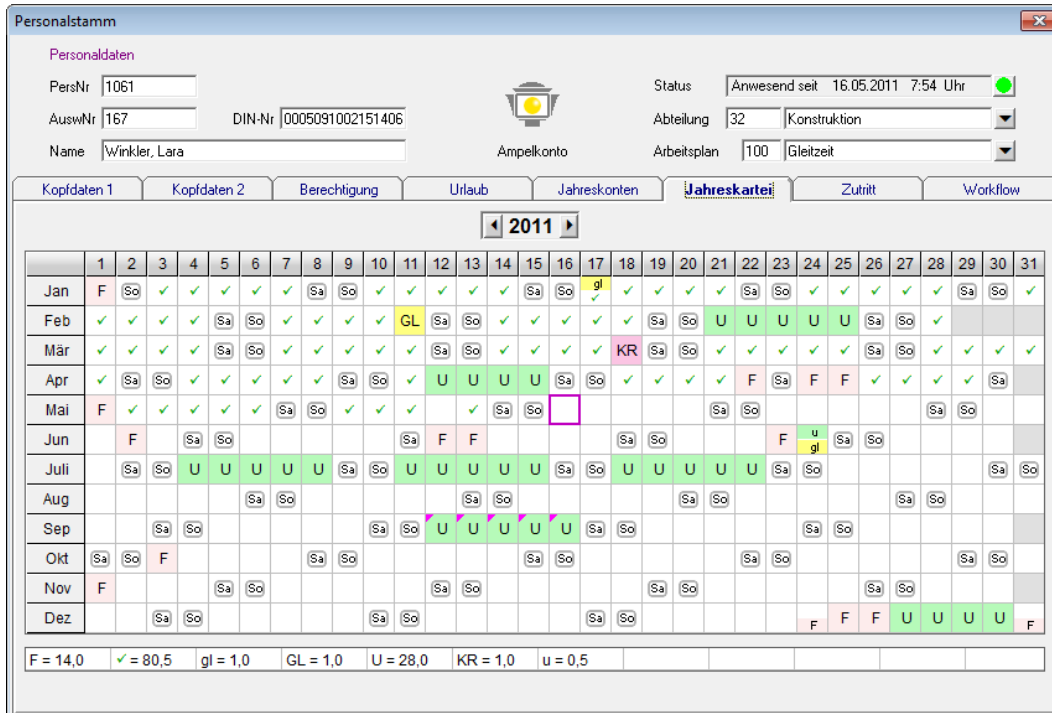 Personalstamm
Personaldaten
PersNr 1061
Status Anwesend seit 16.05.2011 7:54 Uhr
AuswNr 167 DIN-Nr 0005091002151406
Abteilung 32 Konstruktion
Name Winkler, Lara
Ampelkonto
Arbeitsplan 100 Gleitzeit
Kopfdaten 1 Kopfdaten 2 Berechtigung Urlaub Jahreskonten Jahreskartei Zutritt Workflow
2011
1 2 3 4 5 6 7 8 9 10 11 12 13 14 15 16 17 18 19 20 21 22 23 24 25 26 27 28 29 30 31
Jan F So ✓ ✓ ✓ ✓ ✓ Sa So ✓ ✓ ✓ ✓ ✓ Sa So gl ✓ ✓ ✓ ✓ ✓ Sa So ✓ ✓ ✓ ✓ ✓ Sa So ✓
Feb ✓ ✓ ✓ ✓ Sa So ✓ ✓ ✓ ✓ GL Sa So ✓ ✓ ✓ ✓ ✓ Sa So U U U U U Sa So ✓
Mär ✓ ✓ ✓ ✓ Sa So ✓ ✓ ✓ ✓ ✓ Sa So ✓ ✓ ✓ ✓ KR Sa So ✓ ✓ ✓ ✓ ✓ Sa So ✓ ✓ ✓ ✓
Apr ✓ Sa So ✓ ✓ ✓ ✓ ✓ Sa So ✓ U U U U Sa So ✓ ✓ ✓ ✓ F Sa F F ✓ ✓ ✓ ✓ Sa
Mai F ✓ ✓ ✓ ✓ ✓ Sa So ✓ ✓ ✓ ✓ Sa So Sa So Sa So
Jun F Sa So Sa F F Sa So F u gl Sa So
Juli Sa So U U U U U Sa So U U U U U Sa So U U U U U Sa So Sa So
Aug Sa So Sa So Sa So Sa So
Sep Sa So Sa So U U U U U Sa So Sa So
Okt Sa So F Sa So Sa So Sa So Sa So
Nov F Sa So Sa So Sa So Sa So
Dez Sa So Sa So Sa So F F F U U U U F
F = 14,0 ✓ = 80,5 gl = 1,0 GL = 1,0 U = 28,0 KR = 1,0 u = 0,5